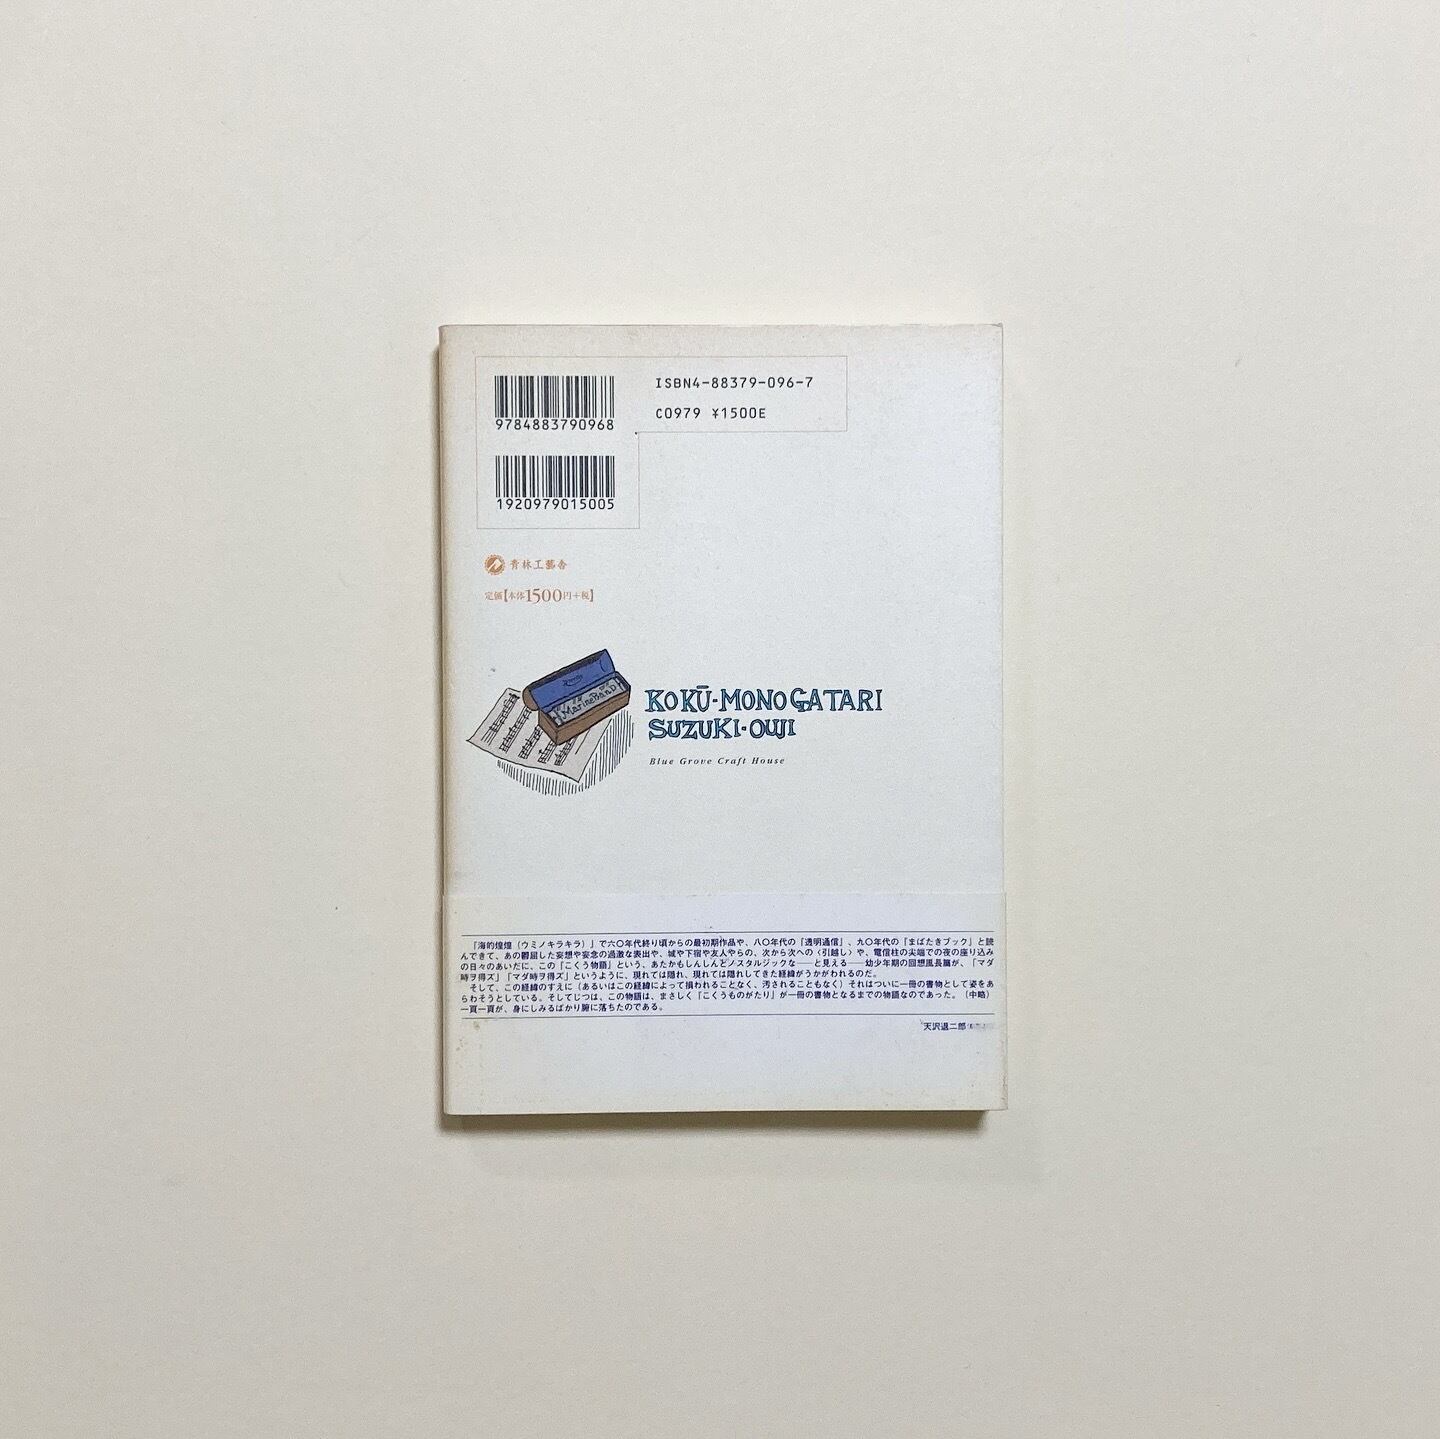 9784883790968
ISBN4-88379-096-7
C0979 ¥1500E
1920979015005
青林工藝舎
定価【本体1500円+税】
MarineBanD
KOKŪ-MONOGATARI
SUZUKI-OUJI
Blue Grove Craft House
『海的煌煌（ウミノキラキラ）』で六〇年代終り頃からの最初期作品や、八〇年代の『透明通信』、九〇年代の『まばたきブック』と読
んできて、あの鬱屈した妄想や妄念の過激な表出や、城や下宿や友人やらの、次から次への〈引越し〉や、電信柱の尖端での夜の座り込み
の日々のあいだに、この『こくう物語』という、あたかもしんしんとノスタルジックな――と見える――幼少年期の回想風長篇が、「マダ
時ヲ得ズ」「マダ時ヲ得ズ」というように、現れては隠れ、現れては隠れしてきた経緯がうかがわれるのだ。
そして、この経緯のすえに（あるいはこの経緯によって損われることなく、汚されることもなく）それはついに一冊の書物として姿をあ
らわそうとしている。そしてじつは、この物語は、まさしく『こくうものがたり』が一冊の書物となるまでの物語なのであった。（中略）
一頁一頁が、身にしみるばかり腑に落ちたのである。
天沢退二郎